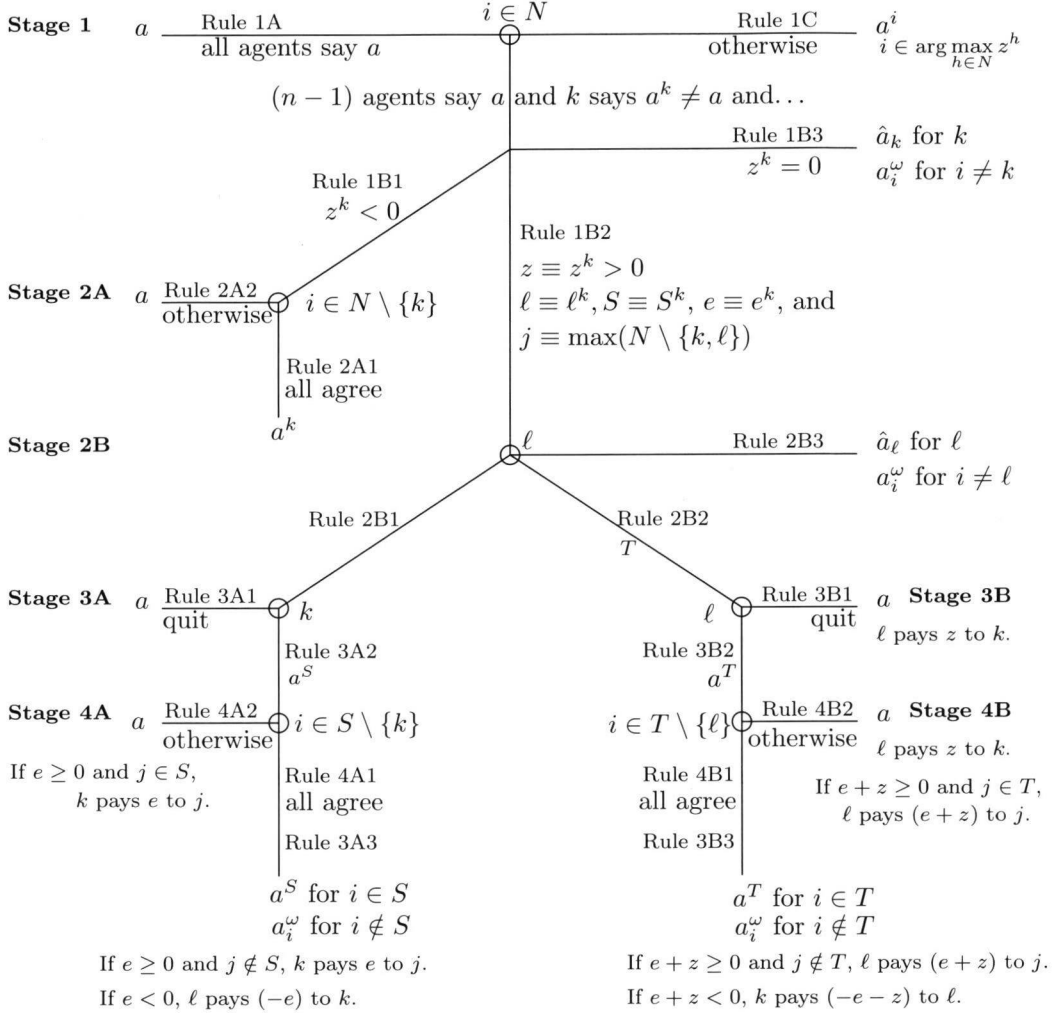 Stage 1
a
Rule 1A
all agents say a
i ∈ N
Rule 1C
otherwise
a^i
i ∈ arg max_{h∈N} z^h
(n − 1) agents say a and k says a^k ≠ a and...
Rule 1B3
z^k = 0
â_k for k
a_i^ω for i ≠ k
Rule 1B1
z^k < 0
Rule 1B2
z ≡ z^k > 0
ℓ ≡ ℓ^k, S ≡ S^k, e ≡ e^k, and
j ≡ max(N \ {k, ℓ})
Stage 2A
a
Rule 2A2
otherwise
i ∈ N \ {k}
Rule 2A1
all agree
a^k
Stage 2B
ℓ
Rule 2B3
â_ℓ for ℓ
a_i^ω for i ≠ ℓ
Rule 2B1
Rule 2B2
T
Stage 3A
a
Rule 3A1
quit
k
Rule 3A2
a^S
ℓ
Rule 3B1
quit
a
Stage 3B
ℓ pays z to k.
Rule 3B2
a^T
Stage 4A
a
Rule 4A2
otherwise
i ∈ S \ {k}
If e ≥ 0 and j ∈ S,
k pays e to j.
Rule 4A1
all agree
Rule 3A3
i ∈ T \ {ℓ}
Rule 4B2
otherwise
a
Stage 4B
ℓ pays z to k.
If e + z ≥ 0 and j ∈ T,
ℓ pays (e + z) to j.
Rule 4B1
all agree
Rule 3B3
a^S for i ∈ S
a_i^ω for i ∉ S
If e ≥ 0 and j ∉ S, k pays e to j.
If e < 0, ℓ pays (−e) to k.
a^T for i ∈ T
a_i^ω for i ∉ T
If e + z ≥ 0 and j ∉ T, ℓ pays (e + z) to j.
If e + z < 0, k pays (−e − z) to ℓ.